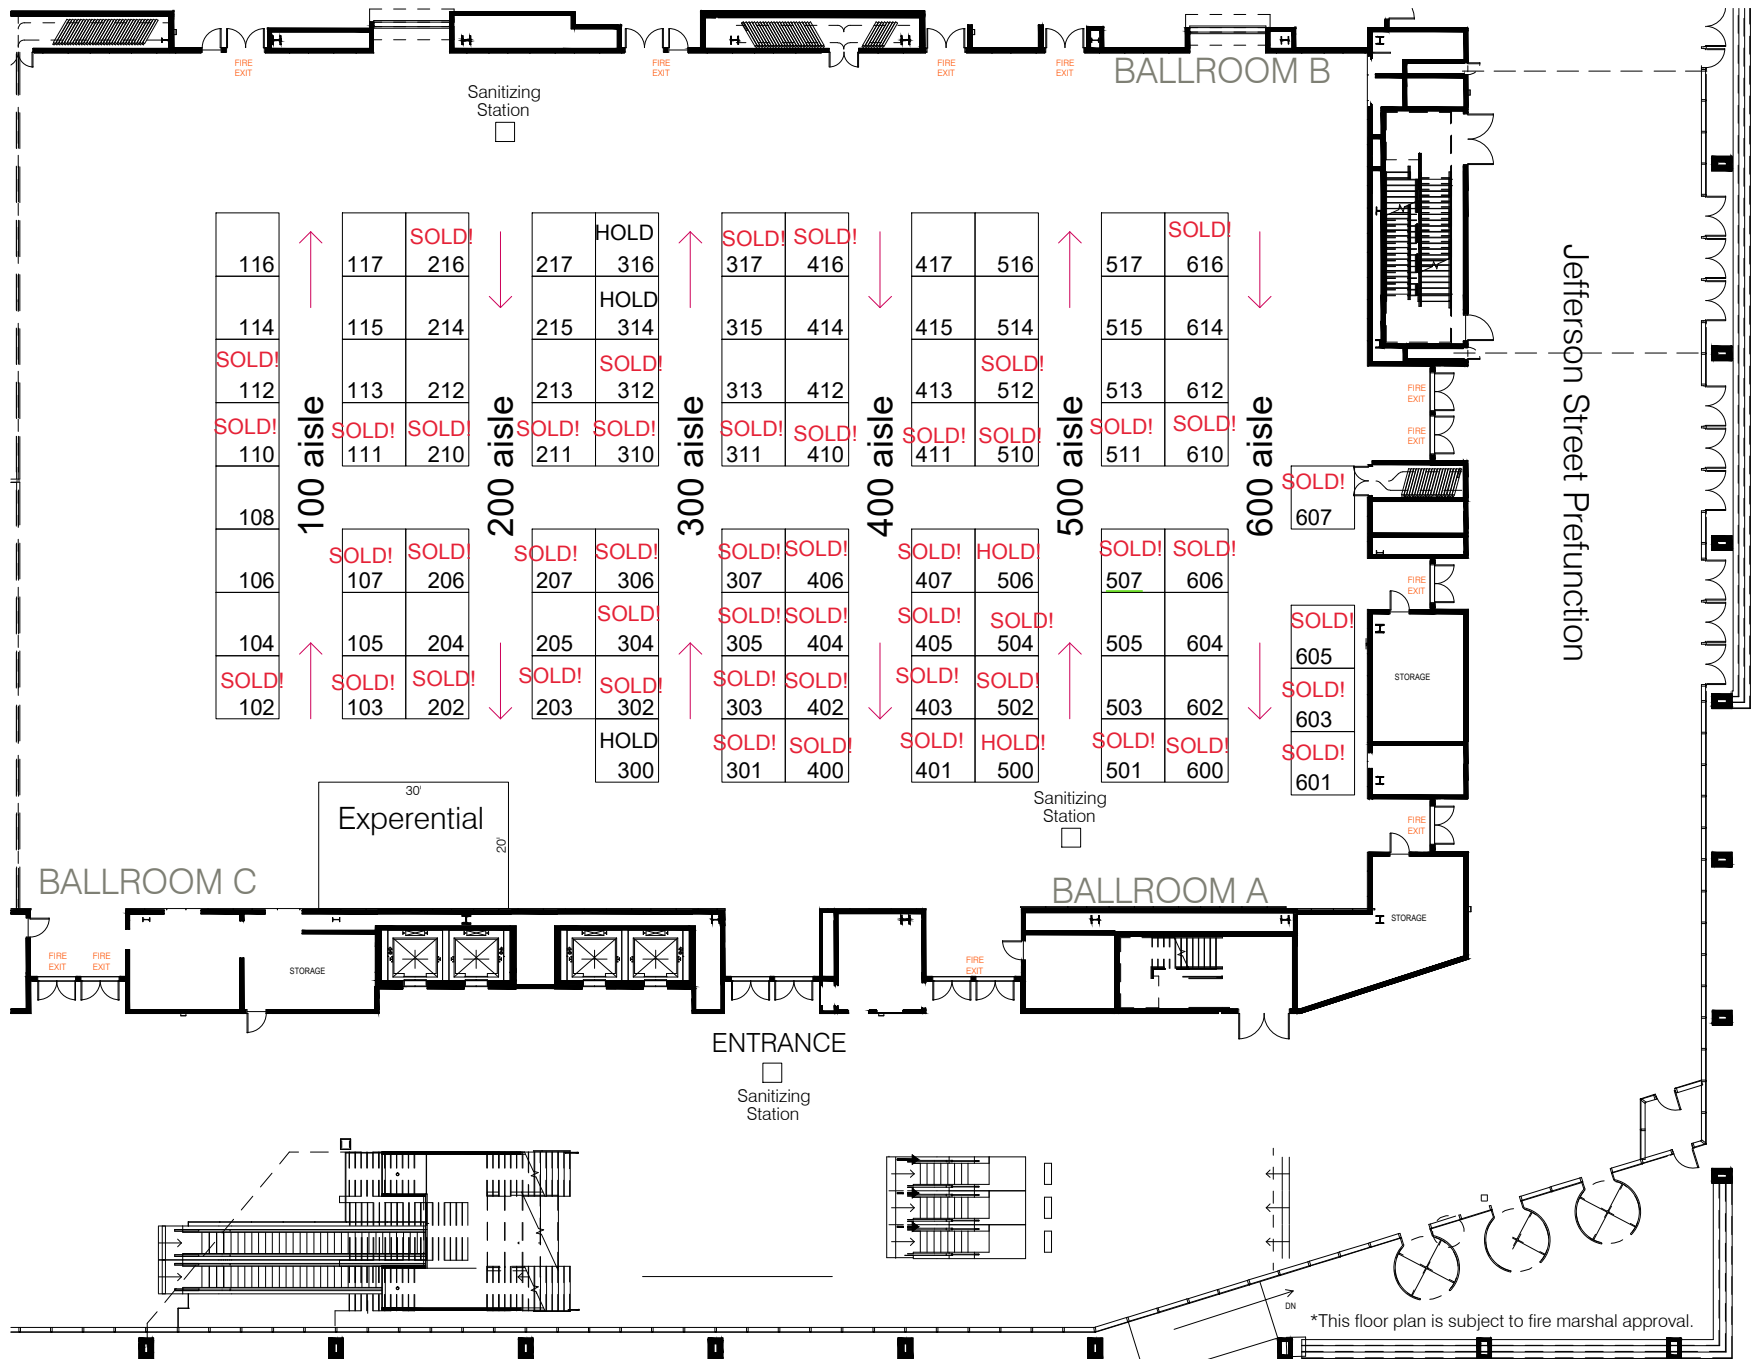 FIRE
EXIT
FIRE
EXIT
FIRE
EXIT
FIRE
EXIT
BALLROOM B
Sanitizing
Station
SOLD!
HOLD
SOLD!
SOLD!
SOLD!
116
117
216
217
316
317
416
417
516
517
616
HOLD
114
115
214
215
314
315
414
415
514
515
614
SOLD!
SOLD!
SOLD!
112
113
212
213
312
313
412
413
512
513
612
SOLD!
SOLD!
SOLD!
SOLD!
SOLD!
SOLD!
SOLD!
SOLD!
SOLD!
SOLD!
SOLD!
110
111
210
211
310
311
410
411
510
511
610
100 aisle
200 aisle
300 aisle
400 aisle
500 aisle
600 aisle
FIRE
EXIT
FIRE
EXIT
Jefferson Street Prefunction
SOLD!
108
607
SOLD!
SOLD!
SOLD!
SOLD!
SOLD!
SOLD!
SOLD!
HOLD!
SOLD!
SOLD!
106
107
206
207
306
307
406
407
506
507
606
FIRE
EXIT
SOLD!
SOLD!
SOLD!
SOLD!
SOLD!
SOLD!
104
105
204
205
304
305
404
405
504
505
604
605
STORAGE
SOLD!
SOLD!
SOLD!
SOLD!
SOLD!
SOLD!
SOLD!
SOLD!
SOLD!
SOLD!
102
103
202
203
302
303
402
403
502
503
602
603
HOLD
SOLD!
SOLD!
SOLD!
HOLD!
SOLD!
SOLD!
SOLD!
300
301
400
401
500
501
600
601
30'
Experential
20'
Sanitizing
Station
FIRE
EXIT
BALLROOM C
BALLROOM A
STORAGE
FIRE
EXIT
FIRE
EXIT
STORAGE
FIRE
EXIT
ENTRANCE
Sanitizing
Station
DN
*This floor plan is subject to fire marshal approval.